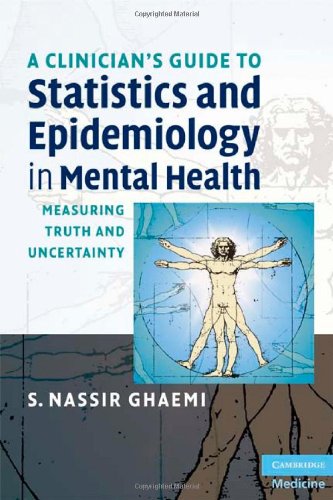 A CLINICIAN'S GUIDE TO
Statistics and
Epidemiology
in Mental Health
MEASURING
TRUTH AND
UNCERTAINTY
S. NASSIR GHAEMI
CAMBRIDGE
Medicine